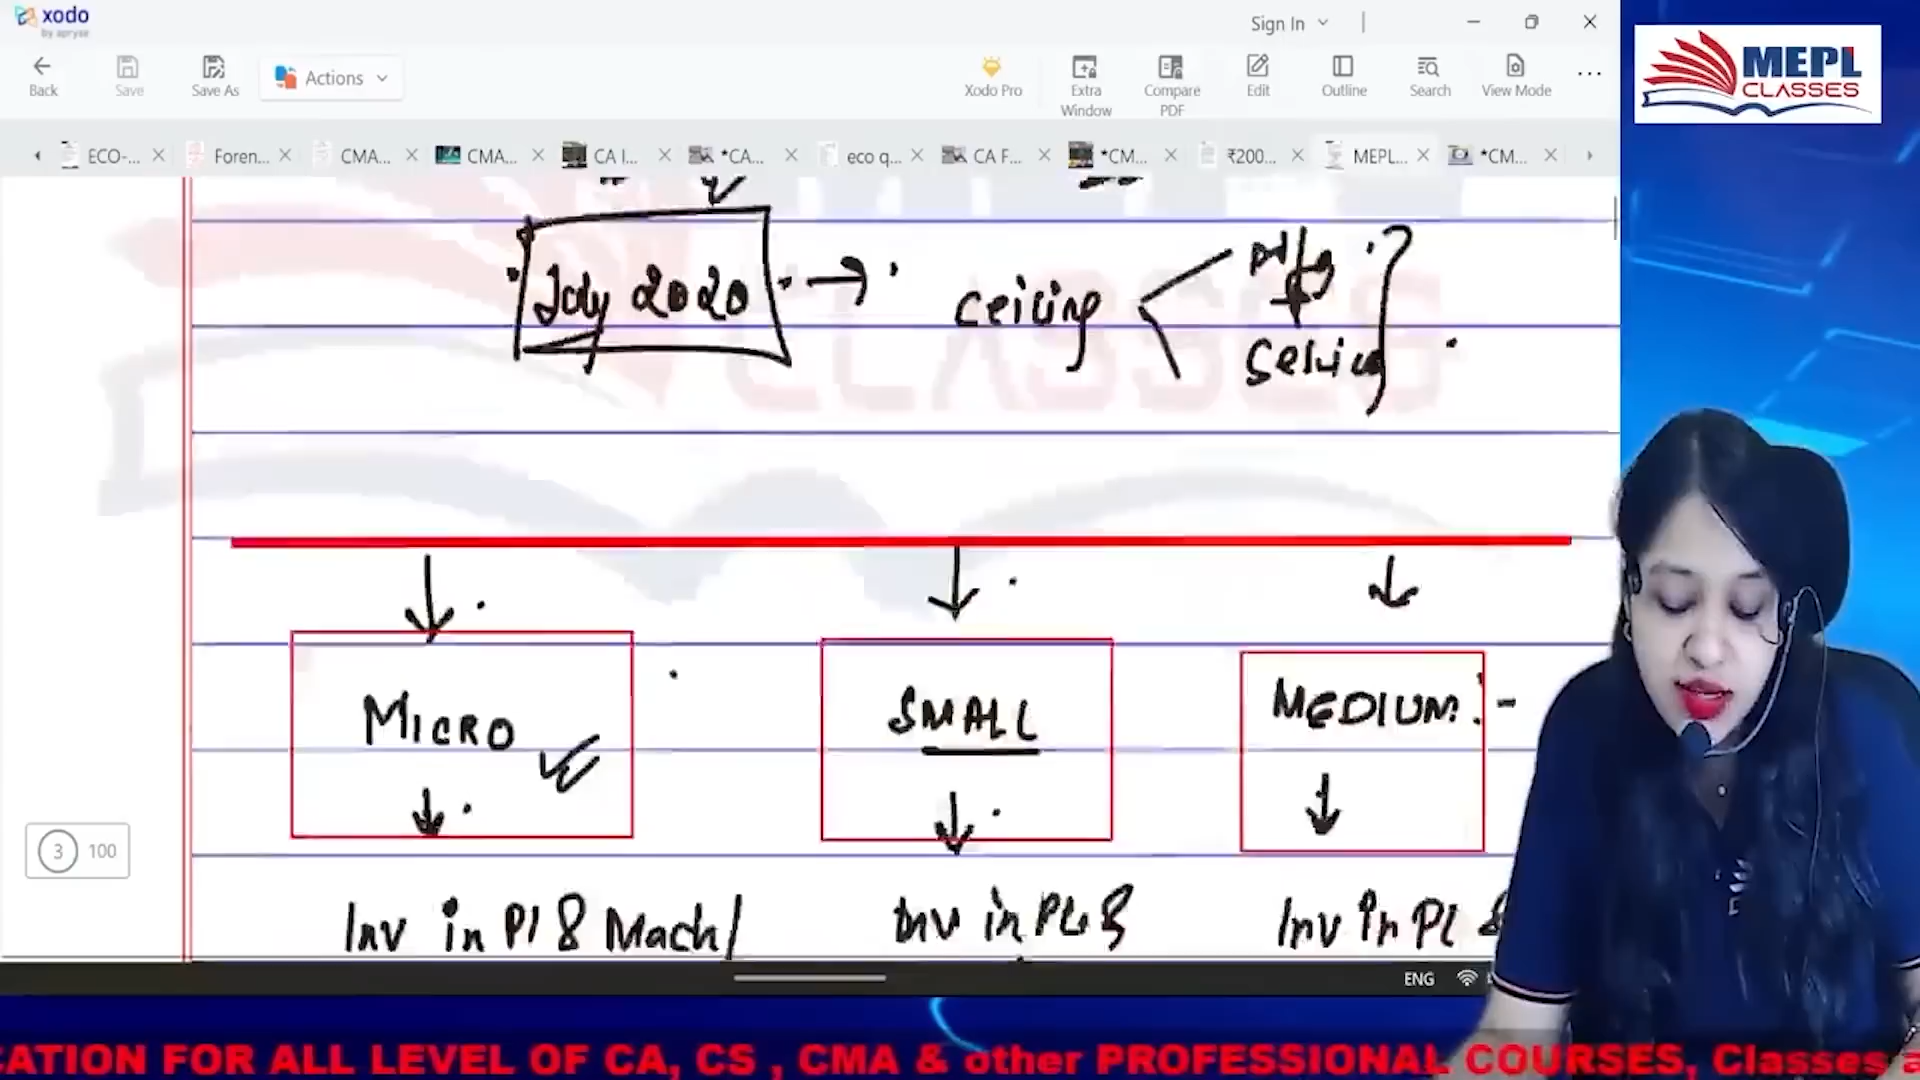 xodo
by apryse
Sign In
Back
Save
Save As
Actions
Xodo Pro
Extra Window
Compare PDF
Edit
Outline
Search
View Mode
ECO-...
Foren...
CMA...
CMA...
CA I...
*CA...
eco q...
CA F...
*CM...
₹200...
MEPL...
*CM...
MEPL
CLASSES
July 2020
ceiling
Service
MICRO
SMALL
MEDIUM :-
3 100
Inv in Pl & Mach/
Inv in Pl &
Inv in Pl &
ENG
CATION FOR ALL LEVEL OF CA, CS , CMA & other PROFESSIONAL COURSES, Classes a